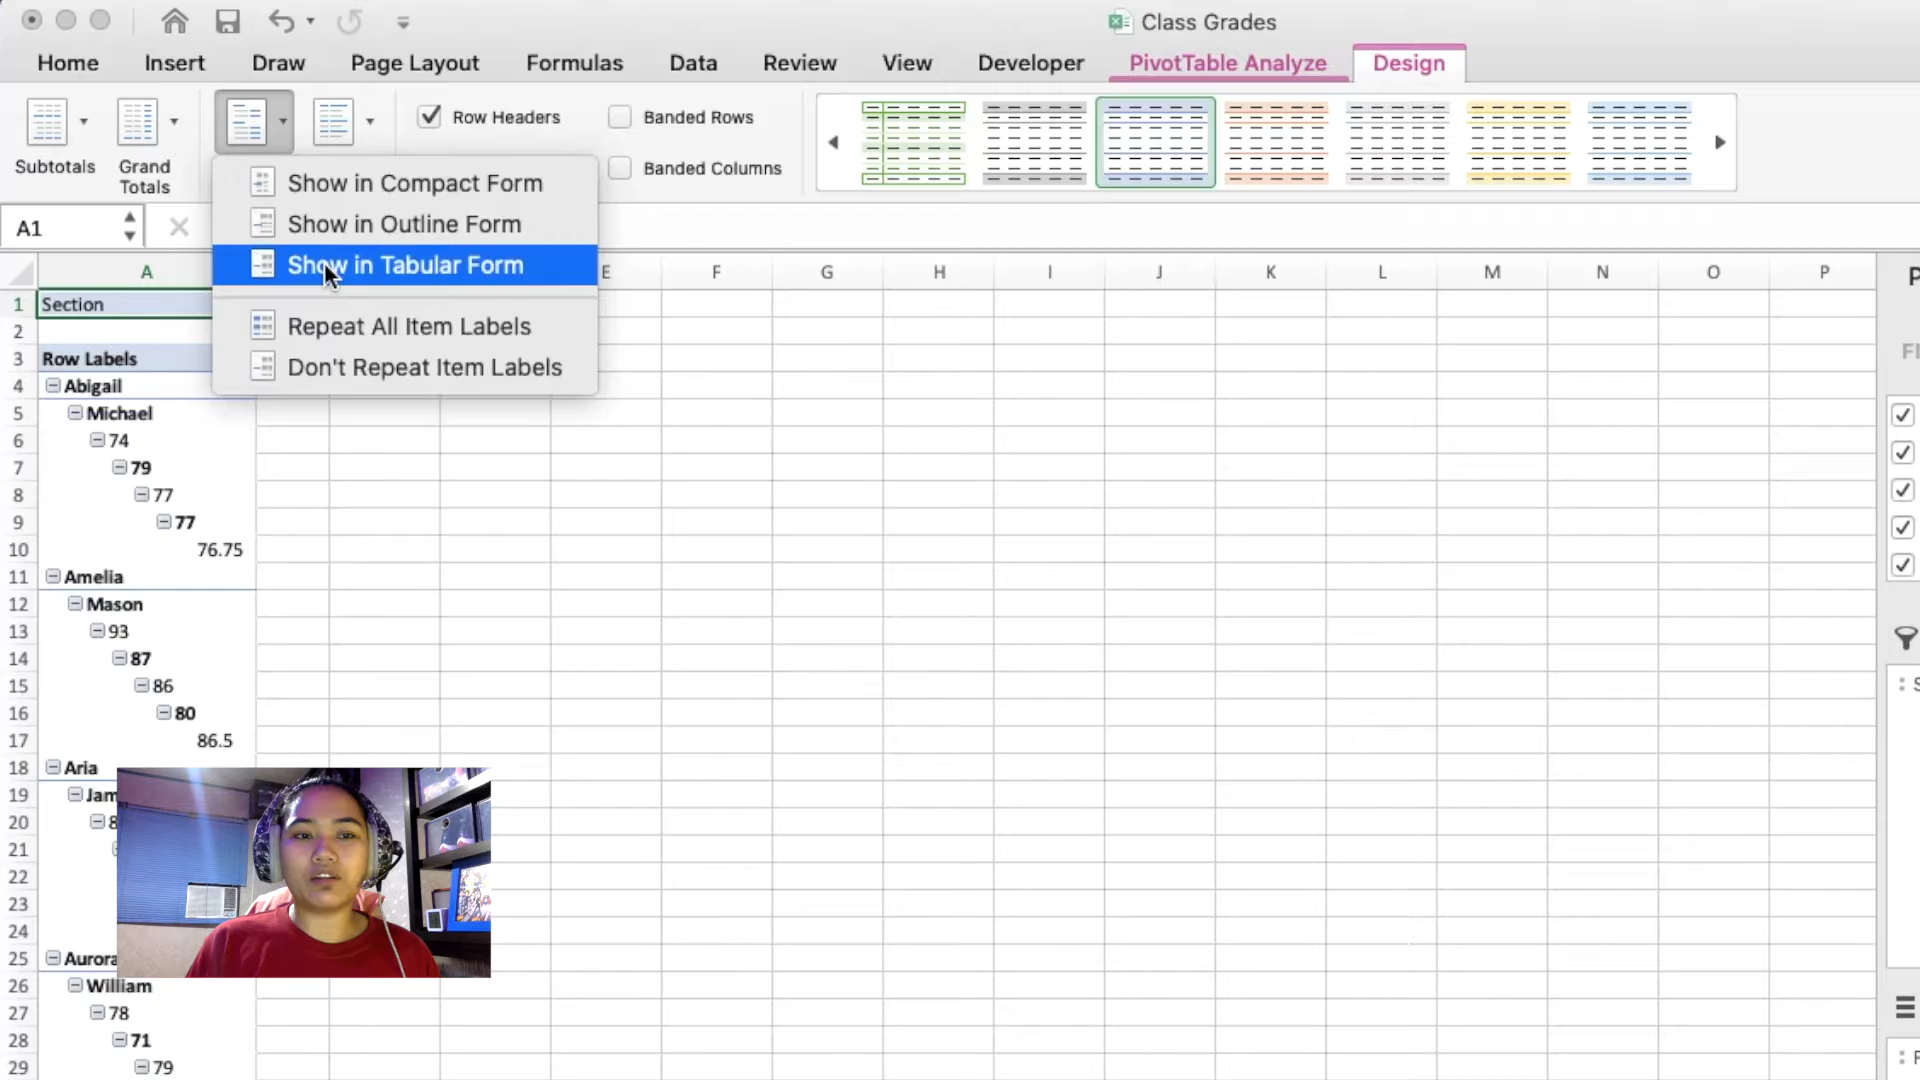 Class Grades
Home Insert Draw Page Layout Formulas Data Review View Developer PivotTable Analyze Design
Subtotals
Grand Totals
Row Headers
Banded Rows
Banded Columns
Show in Compact Form
Show in Outline Form
Show in Tabular Form
Repeat All Item Labels
Don't Repeat Item Labels
A1
A E F G H I J K L M N O P
1 Section
2
3 Row Labels
4 Abigail
5 Michael
6 74
7 79
8 77
9 77
10 76.75
11 Amelia
12 Mason
13 93
14 87
15 86
16 80
17 86.5
18 Aria
19
20
21
22
23
24
25 Aurora
26 William
27 78
28 71
29 79